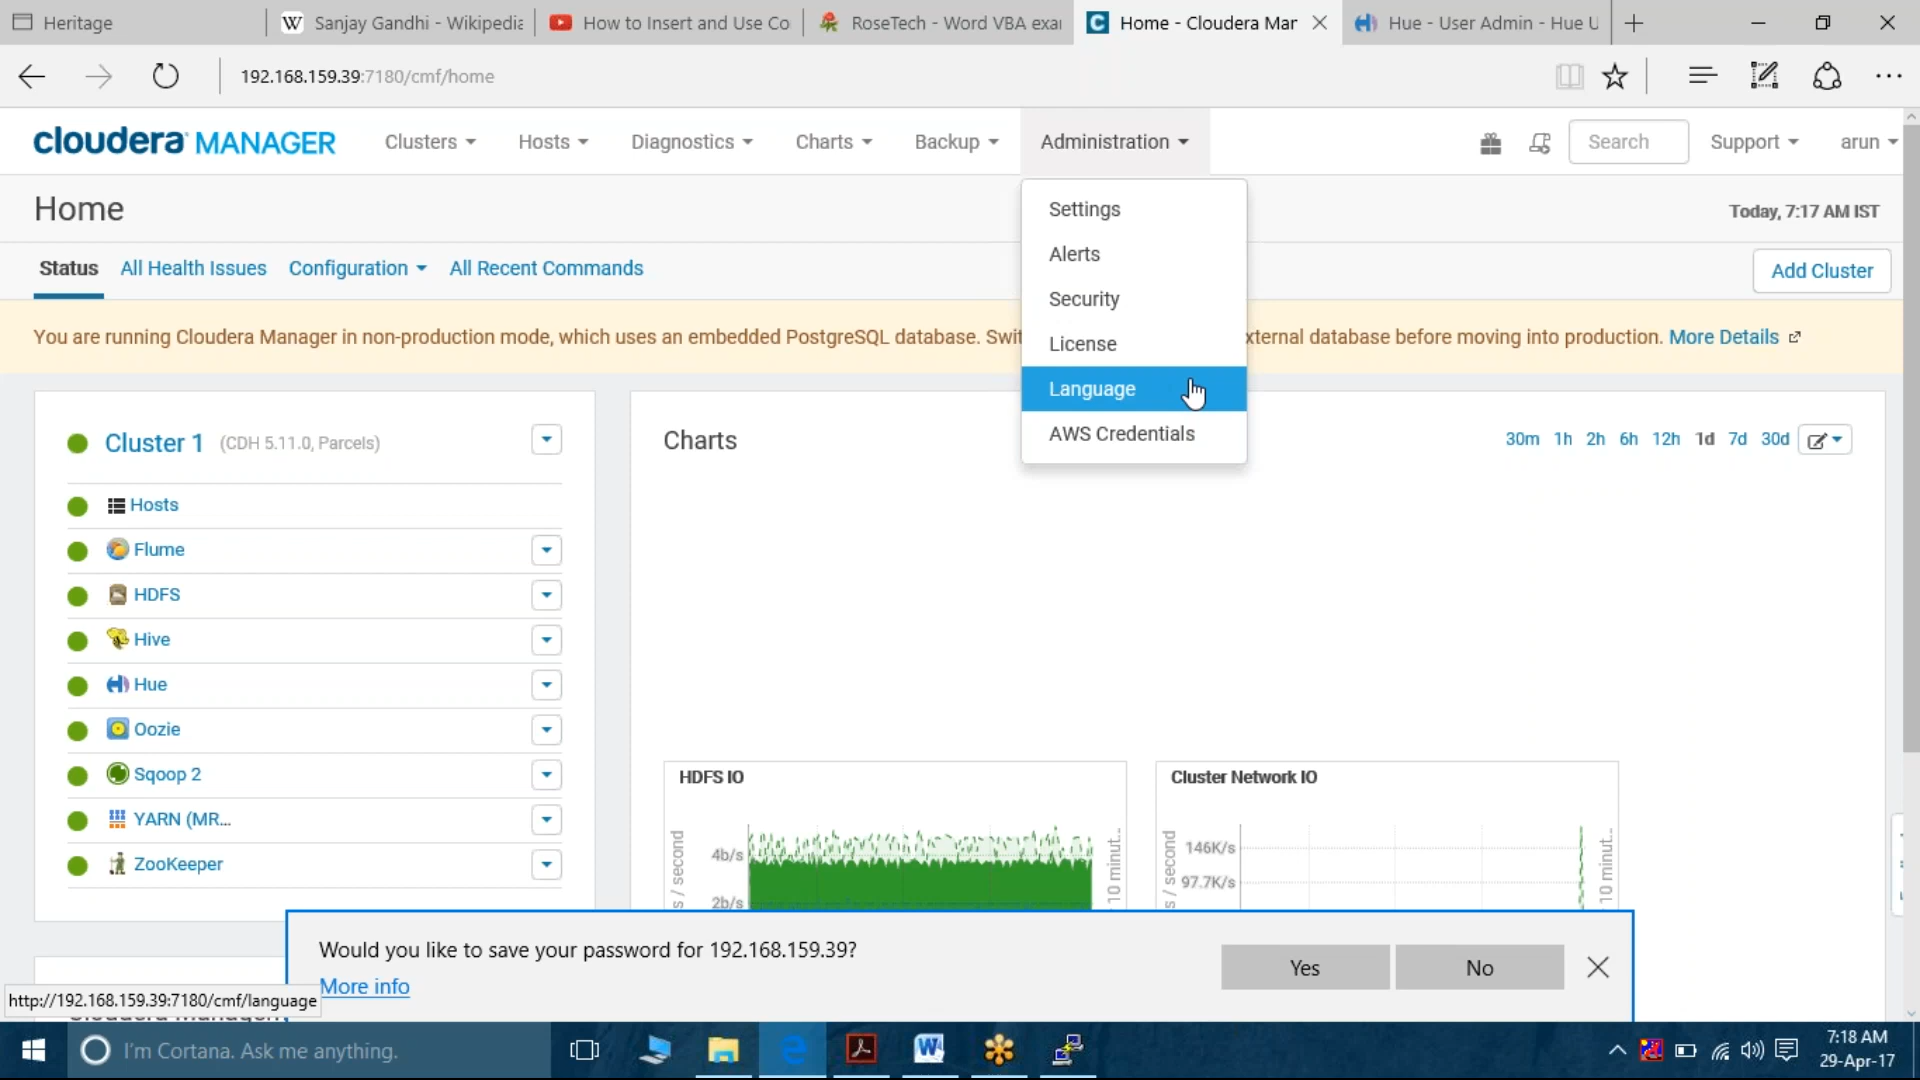 Heritage
Sanjay Gandhi - Wikipedia
How to Insert and Use Co
RoseTech - Word VBA exa
Home - Cloudera Mar
Hue - User Admin - Hue U
192.168.159.39:7180/cmf/home
cloudera MANAGER
Clusters
Hosts
Diagnostics
Charts
Backup
Administration
Search
Support
arun
Home
Today, 7:17 AM IST
Settings
Alerts
Security
License
Language
AWS Credentials
Status
All Health Issues
Configuration
All Recent Commands
Add Cluster
You are running Cloudera Manager in non-production mode, which uses an embedded PostgreSQL database. Swit
xternal database before moving into production. More Details
Cluster 1 (CDH 5.11.0, Parcels)
Hosts
Flume
HDFS
Hive
Hue
Oozie
Sqoop 2
YARN (MR...
ZooKeeper
Charts
30m 1h 2h 6h 12h 1d 7d 30d
HDFS IO
s / second
4b/s
2b/s
10 minut...
Cluster Network IO
s / second
146K/s
97.7K/s
10 minut...
Would you like to save your password for 192.168.159.39?
More info
Yes
No
http://192.168.159.39:7180/cmf/language
I'm Cortana. Ask me anything.
7:18 AM
29-Apr-17